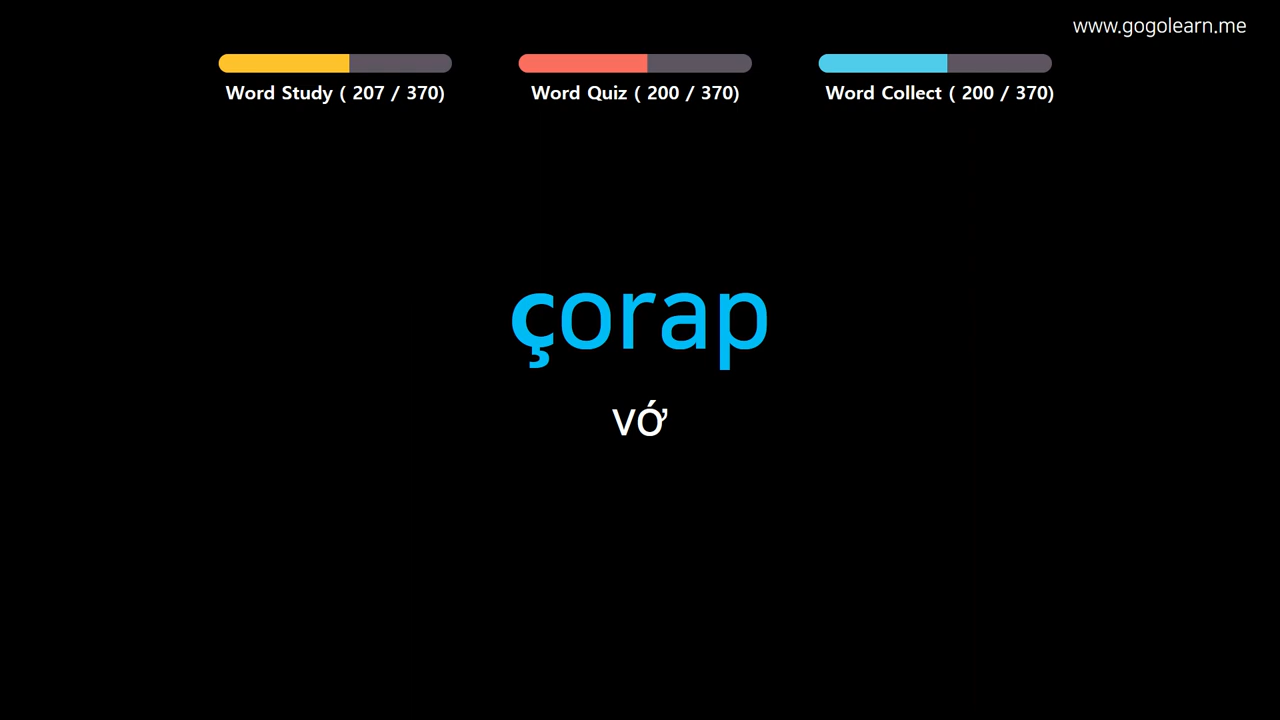 www.gogolearn.me
Word Study ( 207 / 370)
Word Quiz ( 200 / 370)
Word Collect ( 200 / 370)
çorap
vớ